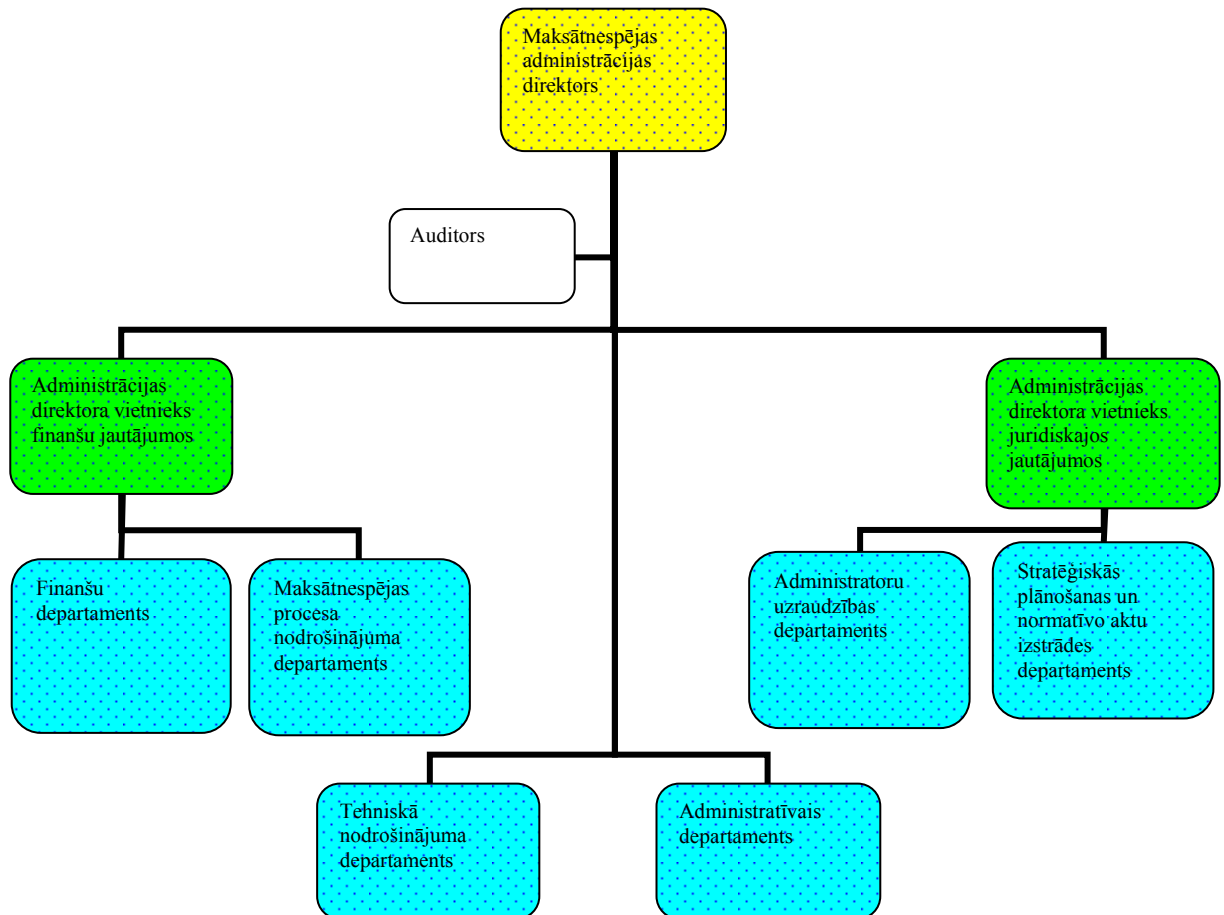 Maksātnespējas
administrācijas
direktors
Auditors
Administrācijas
direktora vietnieks
finanšu jautājumos
Administrācijas
direktora vietnieks
juridiskajos
jautājumos
Finanšu
departaments
Maksātnespējas
procesa
nodrošinājuma
departaments
Administratoru
uzraudzības
departaments
Stratēģiskās
plānošanas un
normatīvo aktu
izstrādes
departaments
Tehniskā
nodrošinājuma
departaments
Administratīvais
departaments